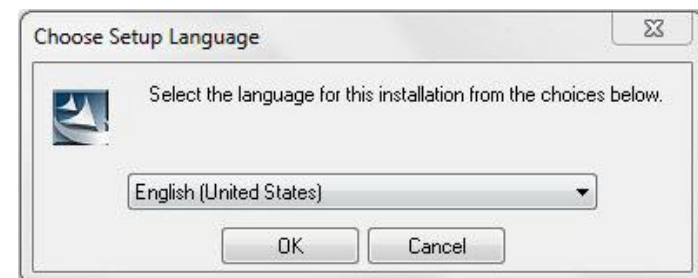 Choose Setup Language
Select the language for this installation from the choices below.
English (United States)
OK Cancel